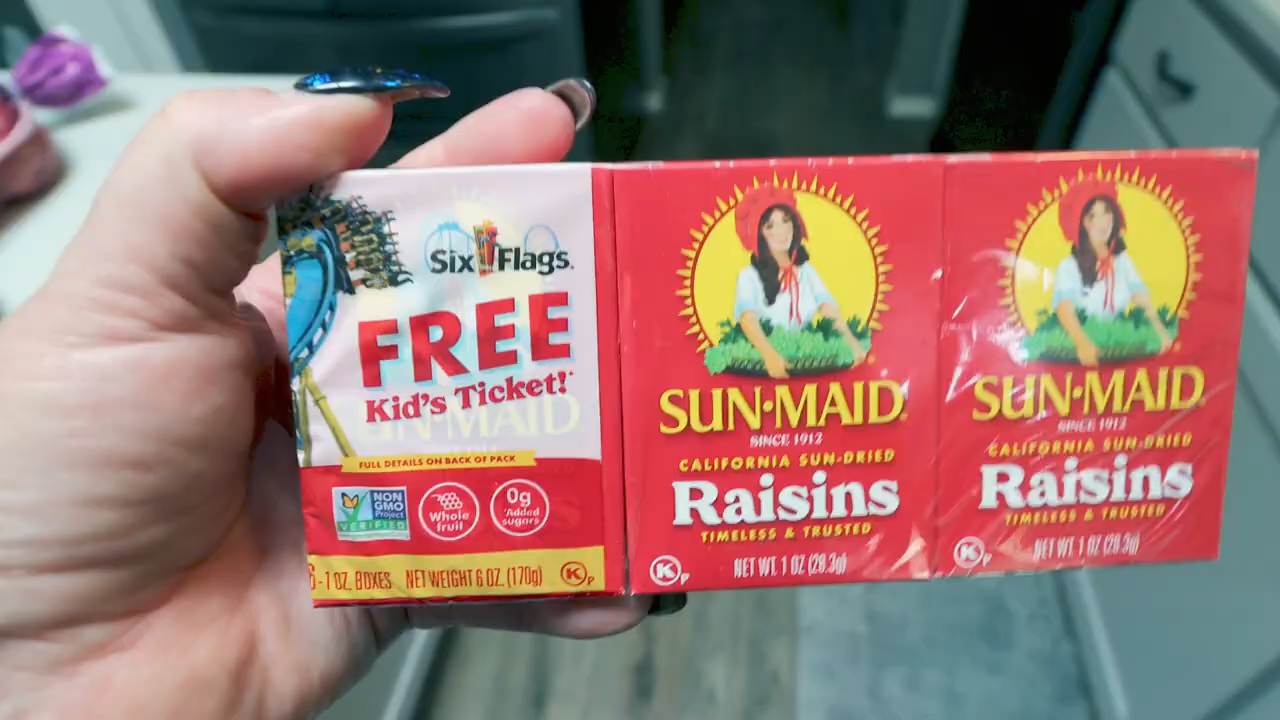 Six Flags
FREE
Kid's Ticket!*
SUN-MAID
FULL DETAILS ON BACK OF PACK
NON
GMO
Project
VERIFIED
Whole
fruit
0g
Added
sugars
6-1 OZ. BOXES NET WEIGHT 6 OZ. (170g) K P
SUN•MAID®
SINCE 1912
CALIFORNIA SUN-DRIED
Raisins
TIMELESS & TRUSTED
K P NET WT. 1 OZ (28.3g)
SUN•MAID®
SINCE 1912
CALIFORNIA SUN-DRIED
Raisins
TIMELESS & TRUSTED
K P NET WT. 1 OZ (28.3g)